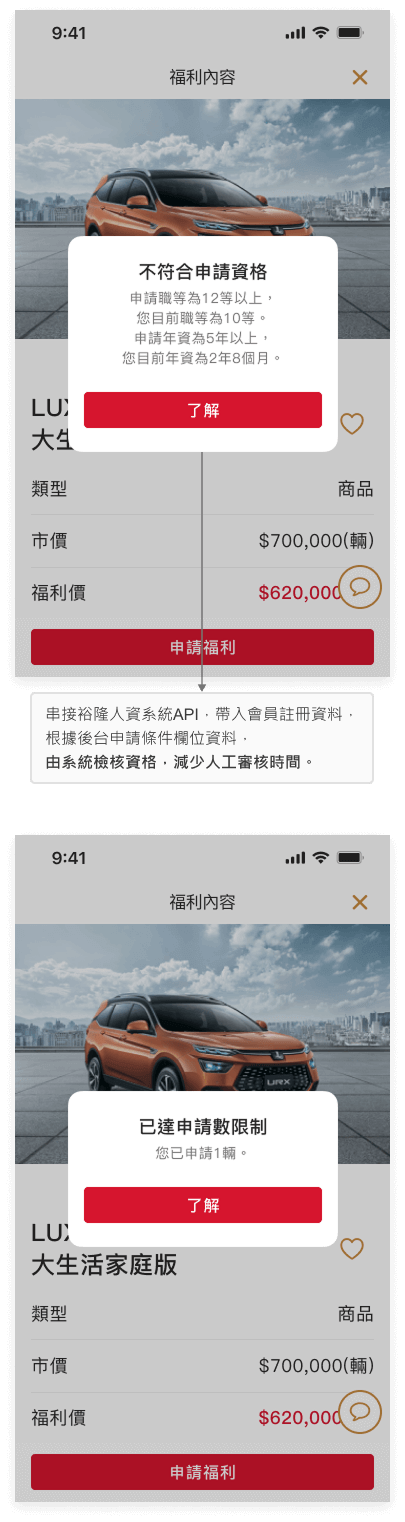 9:41
福利內容
不符合申請資格
申請職等為12等以上，
您目前職等為10等。
申請年資為5年以上，
您目前年資為2年8個月。
了解
LUX
大生
類型
商品
市價
$700,000(輛)
福利價
$620,000
申請福利
串接裕隆人資系統API，帶入會員註冊資料，
根據後台申請條件欄位資料，
由系統檢核資格，減少人工審核時間。
9:41
福利內容
URX
已達申請數限制
您已申請1輛。
了解
LUX
大生活家庭版
類型
商品
市價
$700,000(輛)
福利價
$620,000
申請福利